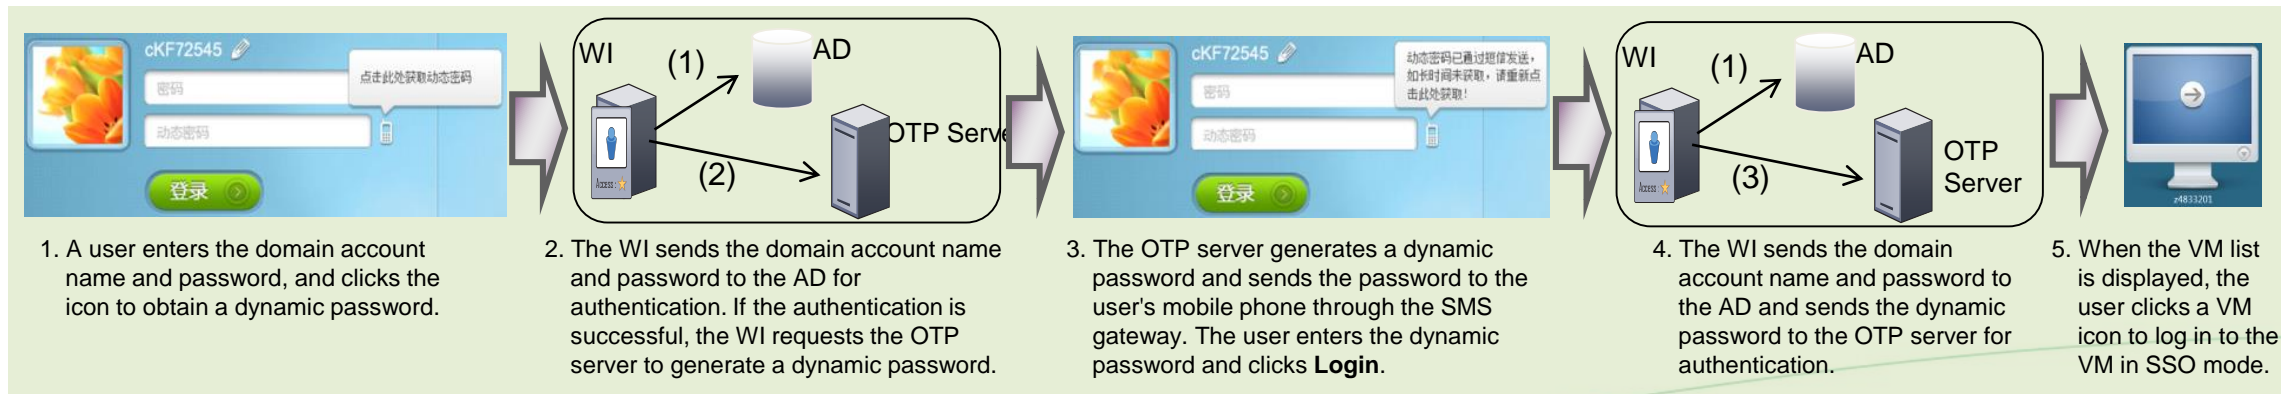 cKF72545
点击此处获取动态密码
密码
动态密码
登录
WI
(1)
AD
OTP Serve
(2)
Access :
cKF72545
动态密码已通过短信发送，
如长时间未获取，请重新点
击此处获取！
密码
动态密码
登录
WI
(1)
AD
OTP
Server
(3)
Access :
z4833201
1. A user enters the domain account
name and password, and clicks the
icon to obtain a dynamic password.
2. The WI sends the domain account name
and password to the AD for
authentication. If the authentication is
successful, the WI requests the OTP
server to generate a dynamic password.
3. The OTP server generates a dynamic
password and sends the password to the
user's mobile phone through the SMS
gateway. The user enters the dynamic
password and clicks Login.
4. The WI sends the domain
account name and password to
the AD and sends the dynamic
password to the OTP server for
authentication.
5. When the VM list
is displayed, the
user clicks a VM
icon to log in to the
VM in SSO mode.